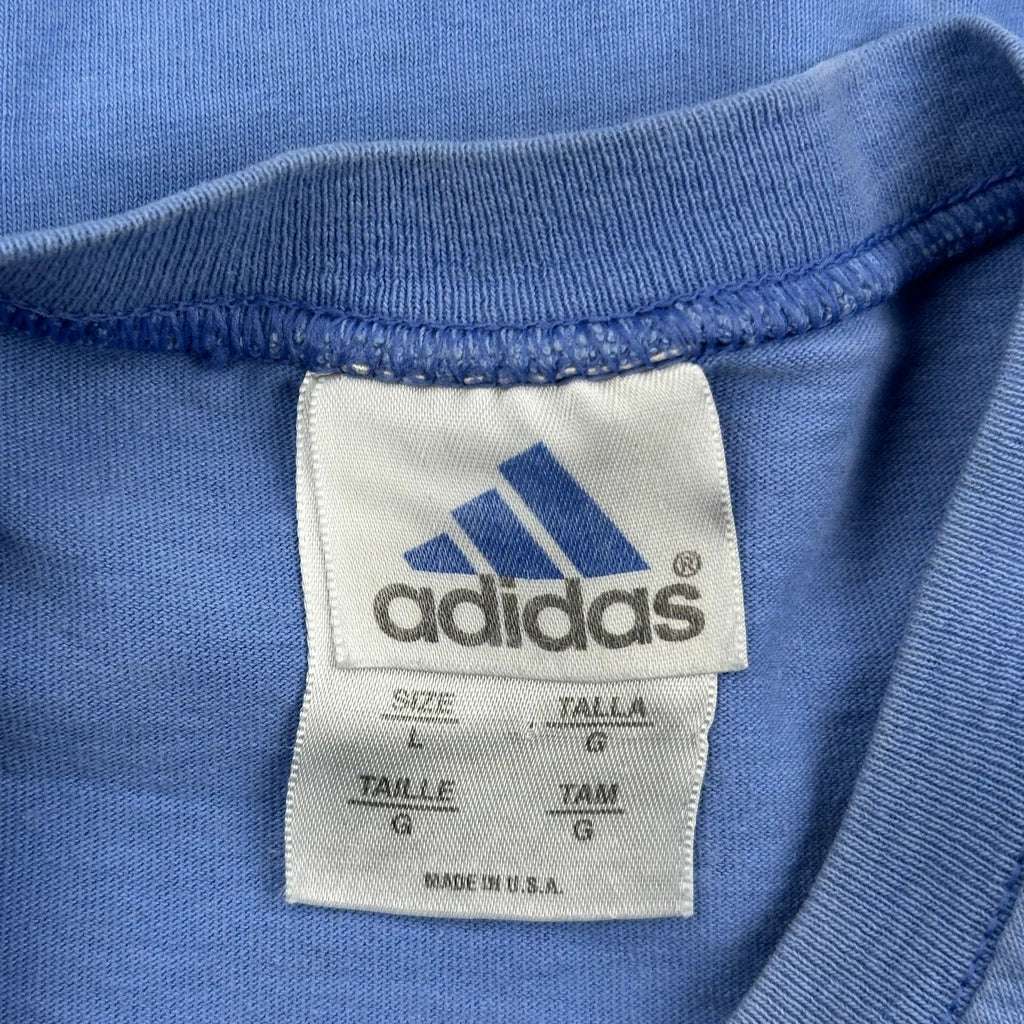 adidas®
SIZE TALLA
L G
TAILLE TAM
G G
MADE IN U.S.A.